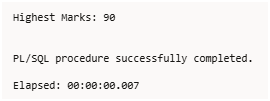 Highest Marks: 90
PL/SQL procedure successfully completed.
Elapsed: 00:00:00.007